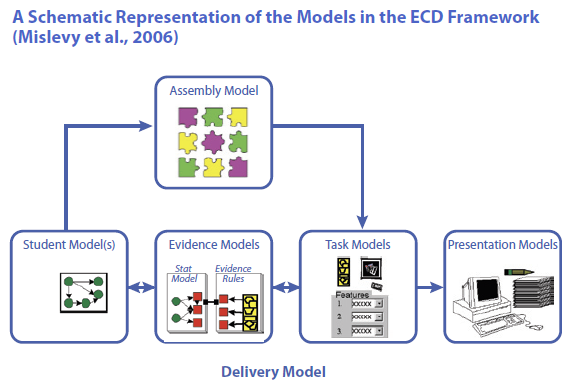 A Schematic Representation of the Models in the ECD Framework
(Mislevy et al., 2006)
Assembly Model
Student Model(s)
Evidence Models
Stat
Model
Evidence
Rules
Task Models
Features
1. xxxxx
2. xxxxx
3. xxxxx
Presentation Models
Delivery Model